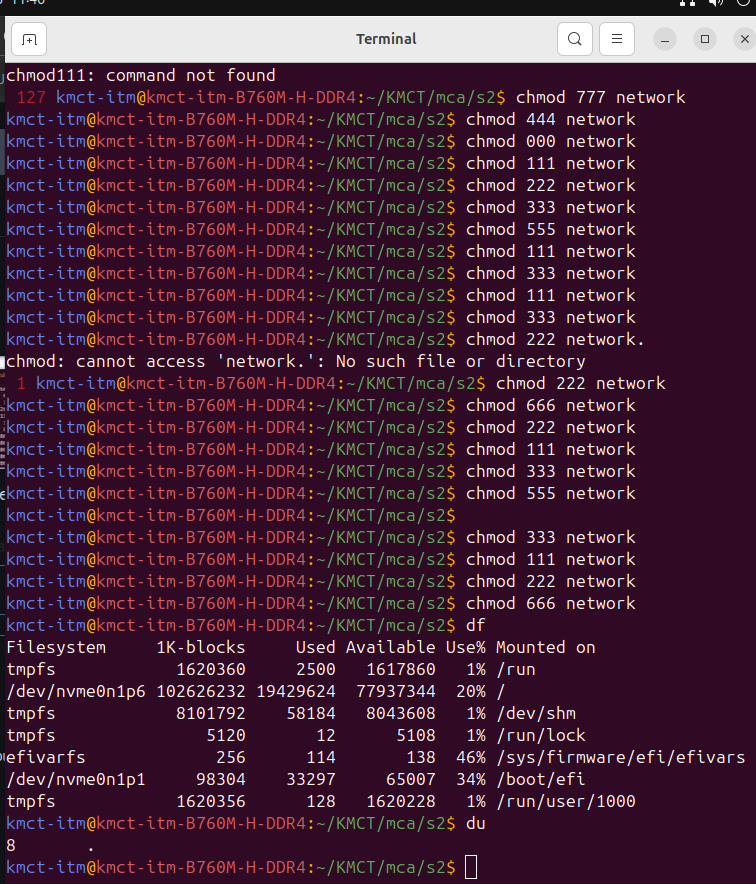 11:40
Terminal
chmod111: command not found
127 kmct-itm@kmct-itm-B760M-H-DDR4:~/KMCT/mca/s2$ chmod 777 network
kmct-itm@kmct-itm-B760M-H-DDR4:~/KMCT/mca/s2$ chmod 444 network
kmct-itm@kmct-itm-B760M-H-DDR4:~/KMCT/mca/s2$ chmod 000 network
kmct-itm@kmct-itm-B760M-H-DDR4:~/KMCT/mca/s2$ chmod 111 network
kmct-itm@kmct-itm-B760M-H-DDR4:~/KMCT/mca/s2$ chmod 222 network
kmct-itm@kmct-itm-B760M-H-DDR4:~/KMCT/mca/s2$ chmod 333 network
kmct-itm@kmct-itm-B760M-H-DDR4:~/KMCT/mca/s2$ chmod 555 network
kmct-itm@kmct-itm-B760M-H-DDR4:~/KMCT/mca/s2$ chmod 111 network
kmct-itm@kmct-itm-B760M-H-DDR4:~/KMCT/mca/s2$ chmod 333 network
kmct-itm@kmct-itm-B760M-H-DDR4:~/KMCT/mca/s2$ chmod 111 network
kmct-itm@kmct-itm-B760M-H-DDR4:~/KMCT/mca/s2$ chmod 333 network
kmct-itm@kmct-itm-B760M-H-DDR4:~/KMCT/mca/s2$ chmod 222 network.
chmod: cannot access 'network.': No such file or directory
1 kmct-itm@kmct-itm-B760M-H-DDR4:~/KMCT/mca/s2$ chmod 222 network
kmct-itm@kmct-itm-B760M-H-DDR4:~/KMCT/mca/s2$ chmod 666 network
kmct-itm@kmct-itm-B760M-H-DDR4:~/KMCT/mca/s2$ chmod 222 network
kmct-itm@kmct-itm-B760M-H-DDR4:~/KMCT/mca/s2$ chmod 111 network
kmct-itm@kmct-itm-B760M-H-DDR4:~/KMCT/mca/s2$ chmod 333 network
kmct-itm@kmct-itm-B760M-H-DDR4:~/KMCT/mca/s2$ chmod 555 network
kmct-itm@kmct-itm-B760M-H-DDR4:~/KMCT/mca/s2$
kmct-itm@kmct-itm-B760M-H-DDR4:~/KMCT/mca/s2$ chmod 333 network
kmct-itm@kmct-itm-B760M-H-DDR4:~/KMCT/mca/s2$ chmod 111 network
kmct-itm@kmct-itm-B760M-H-DDR4:~/KMCT/mca/s2$ chmod 222 network
kmct-itm@kmct-itm-B760M-H-DDR4:~/KMCT/mca/s2$ chmod 666 network
kmct-itm@kmct-itm-B760M-H-DDR4:~/KMCT/mca/s2$ df
Filesystem     1K-blocks     Used Available Use% Mounted on
tmpfs            1620360     2500   1617860   1% /run
/dev/nvme0n1p6 102626232 19429624  77937344  20% /
tmpfs            8101792    58184   8043608   1% /dev/shm
tmpfs               5120       12      5108   1% /run/lock
efivarfs             256      114       138  46% /sys/firmware/efi/efivars
/dev/nvme0n1p1     98304    33297     65007  34% /boot/efi
tmpfs            1620356      128   1620228   1% /run/user/1000
kmct-itm@kmct-itm-B760M-H-DDR4:~/KMCT/mca/s2$ du
8       .
kmct-itm@kmct-itm-B760M-H-DDR4:~/KMCT/mca/s2$